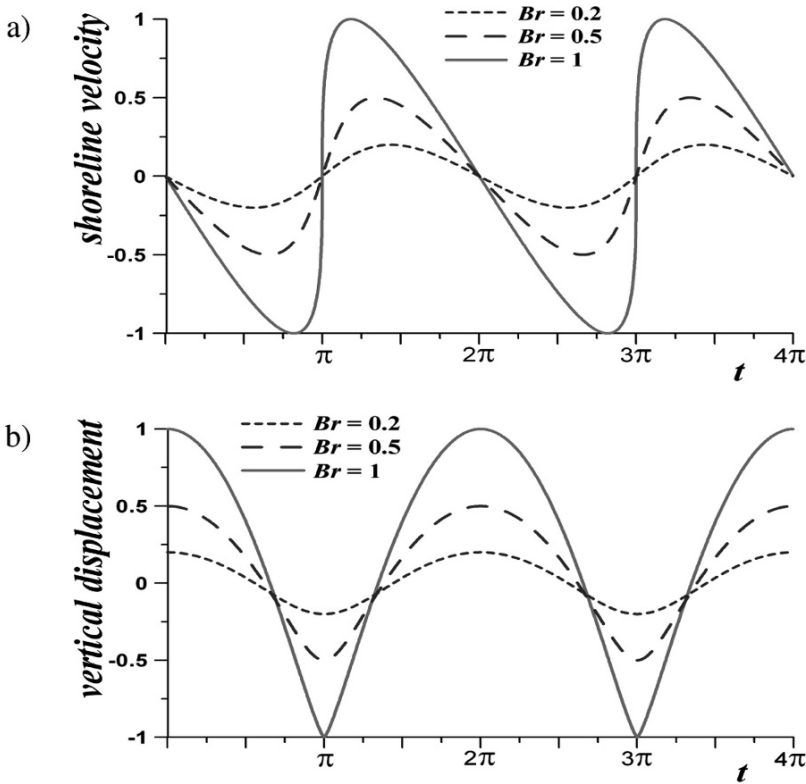 a)
shoreline velocity
Br = 0.2
Br = 0.5
Br = 1
1
0.5
0
-0.5
-1
π
2π
3π
4π
t
b)
vertical displacement
Br = 0.2
Br = 0.5
Br = 1
1
0.5
0
-0.5
-1
π
2π
3π
4π
t